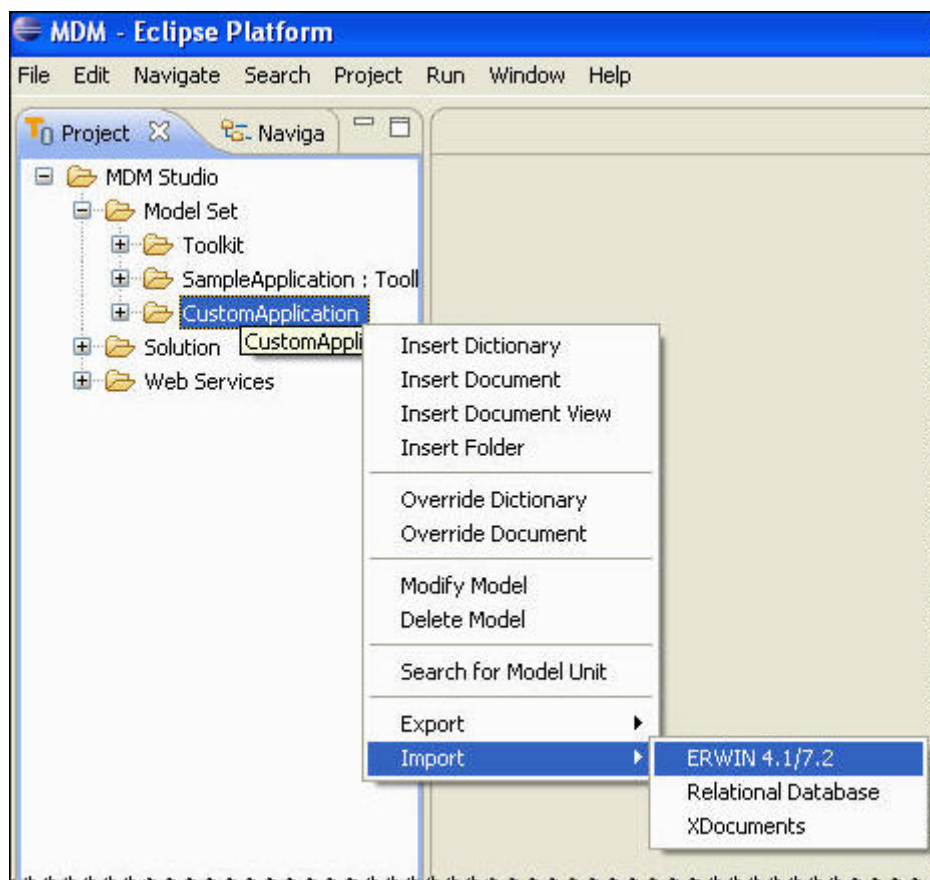 MDM - Eclipse Platform
File Edit Navigate Search Project Run Window Help
Project Naviga
MDM Studio
Model Set
Toolkit
SampleApplication : Tooll
CustomApplication
CustomAppli
Solution
Web Services
Insert Dictionary
Insert Document
Insert Document View
Insert Folder
Override Dictionary
Override Document
Modify Model
Delete Model
Search for Model Unit
Export
Import
ERWIN 4.1/7.2
Relational Database
XDocuments